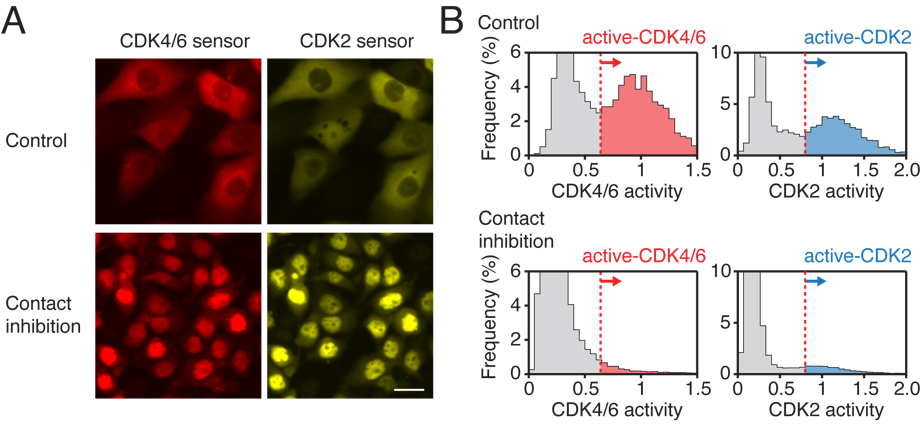 A
CDK4/6 sensor
CDK2 sensor
Control
Contact
inhibition
B
Control
active-CDK4/6
active-CDK2
Frequency (%)
6
4
2
0
0
0.5
1
1.5
CDK4/6 activity
10
5
0
0
0.5
1
1.5
2.0
CDK2 activity
Contact
inhibition
active-CDK4/6
active-CDK2
Frequency (%)
6
4
2
0
0
0.5
1
1.5
CDK4/6 activity
10
5
0
0
0.5
1
1.5
2.0
CDK2 activity